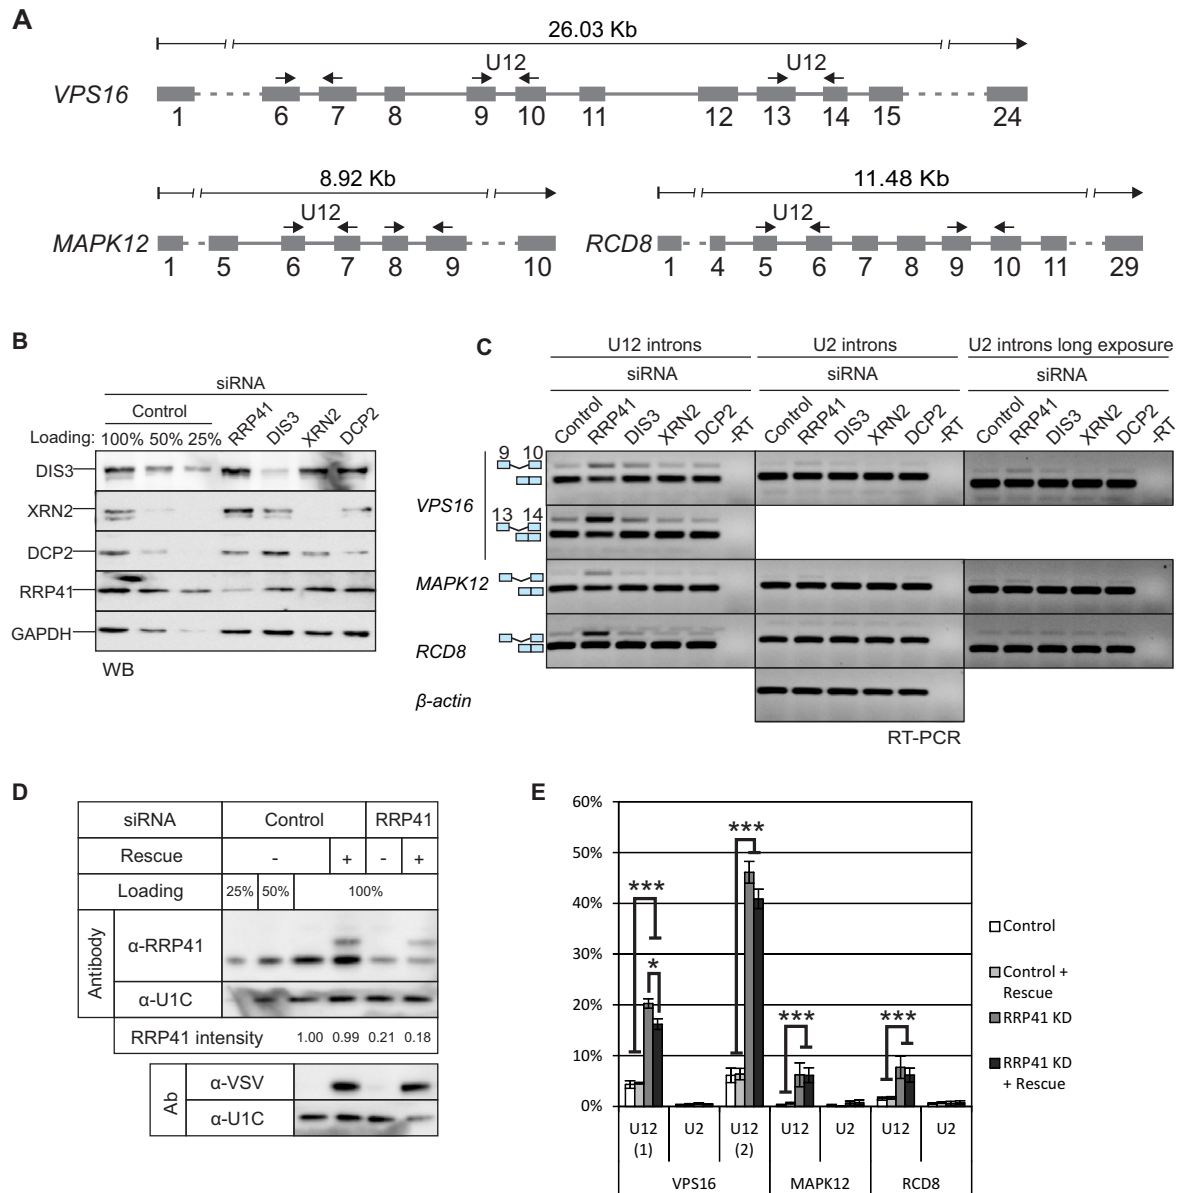 A
26.03 Kb
U12 U12
VPS16
1 6 7 8 9 10 11 12 13 14 15 24
8.92 Kb 11.48 Kb
U12 U12
MAPK12 RCD8
1 5 6 7 8 9 10 1 4 5 6 7 8 9 10 11 29
B
siRNA
Control
Loading: 100% 50% 25% RRP41 DIS3 XRN2 DCP2
DIS3
XRN2
DCP2
RRP41
GAPDH
WB
C
U12 introns U2 introns U2 introns long exposure
siRNA siRNA siRNA
Control RRP41 DIS3 XRN2 DCP2 -RT Control RRP41 DIS3 XRN2 DCP2 -RT Control RRP41 DIS3 XRN2 DCP2 -RT
9 10
VPS16
13 14
MAPK12
RCD8
β-actin
RT-PCR
D
siRNA Control RRP41
Rescue - + - +
Loading 25% 50% 100%
Antibody
α-RRP41
α-U1C
RRP41 intensity 1.00 0.99 0.21 0.18
Ab
α-VSV
α-U1C
E
60%
50%
40%
30%
20%
10%
0%
*** * *** *** ***
U12 (1) U2 U12 (2) U12 U2 U12 U2
VPS16 MAPK12 RCD8
Control
Control + Rescue
RRP41 KD
RRP41 KD + Rescue